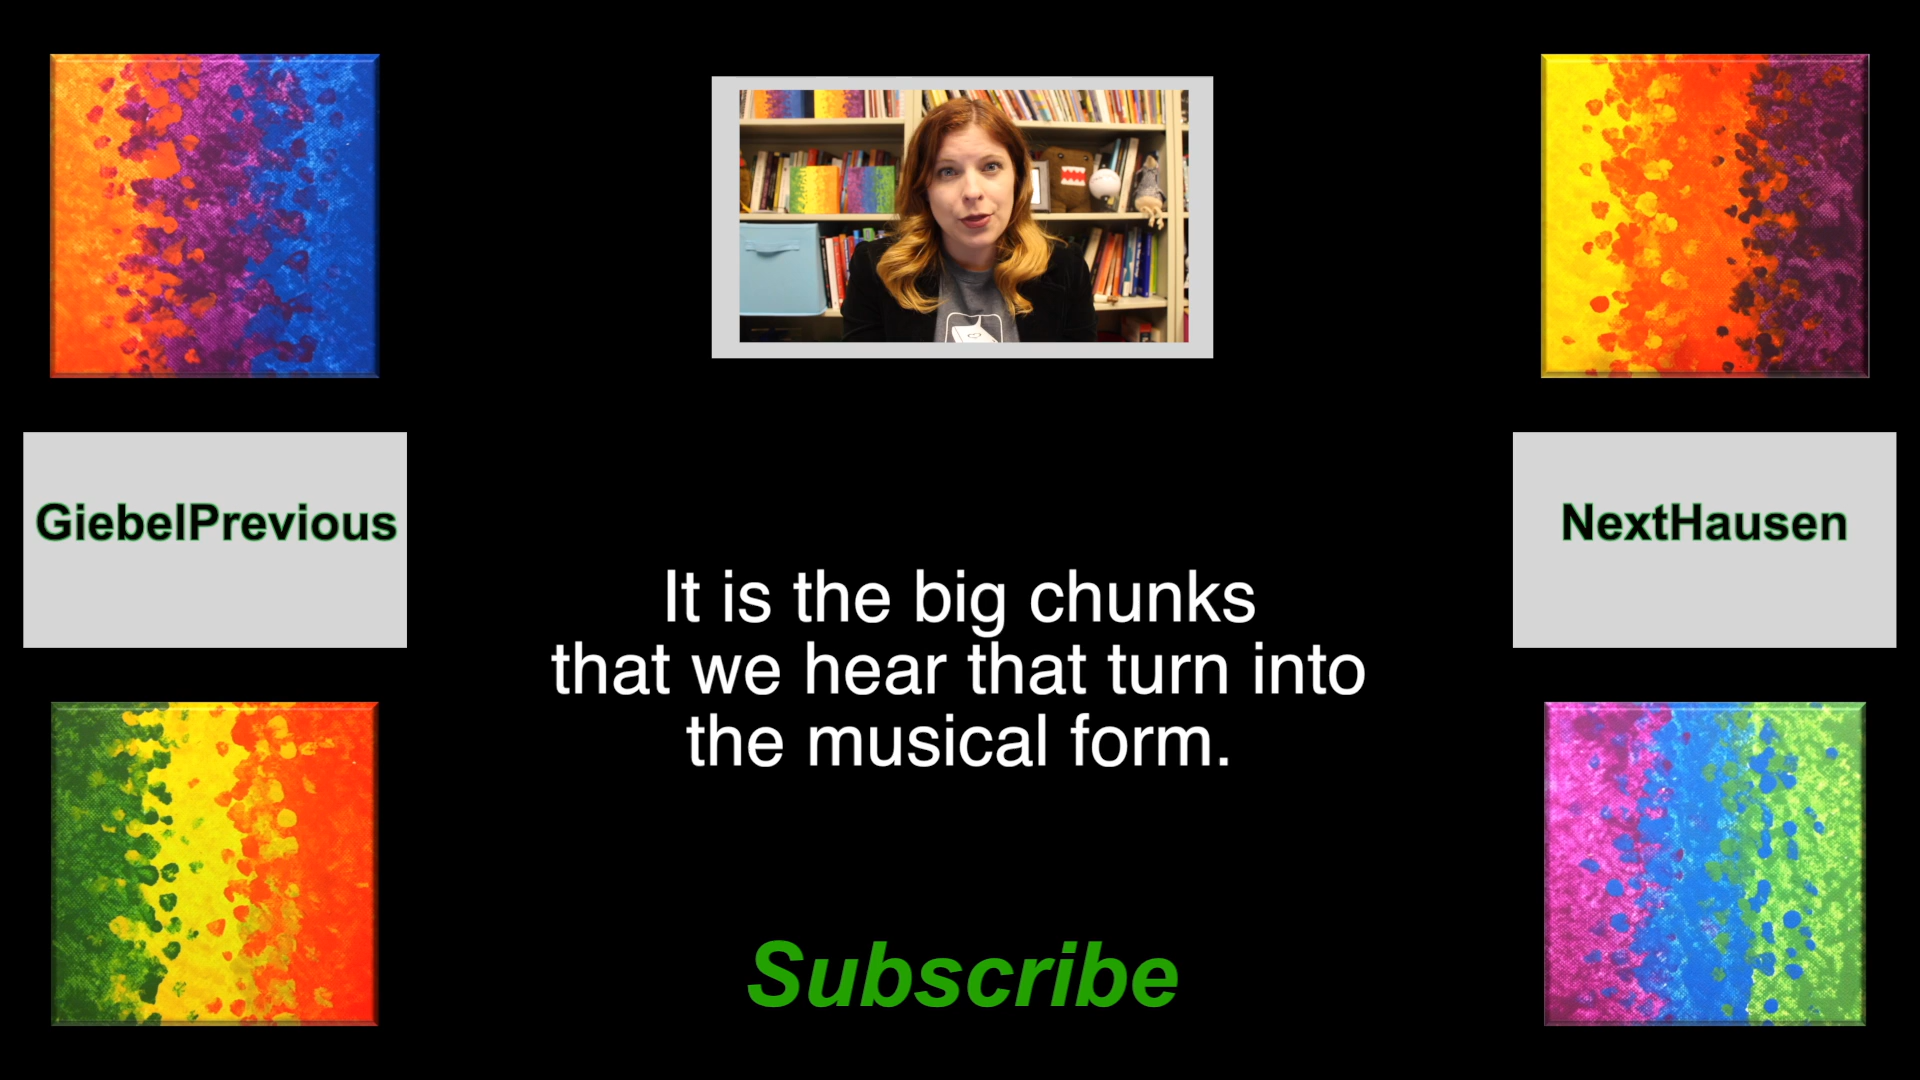 GiebelPrevious
NextHausen
It is the big chunks
that we hear that turn into
the musical form.
Subscribe